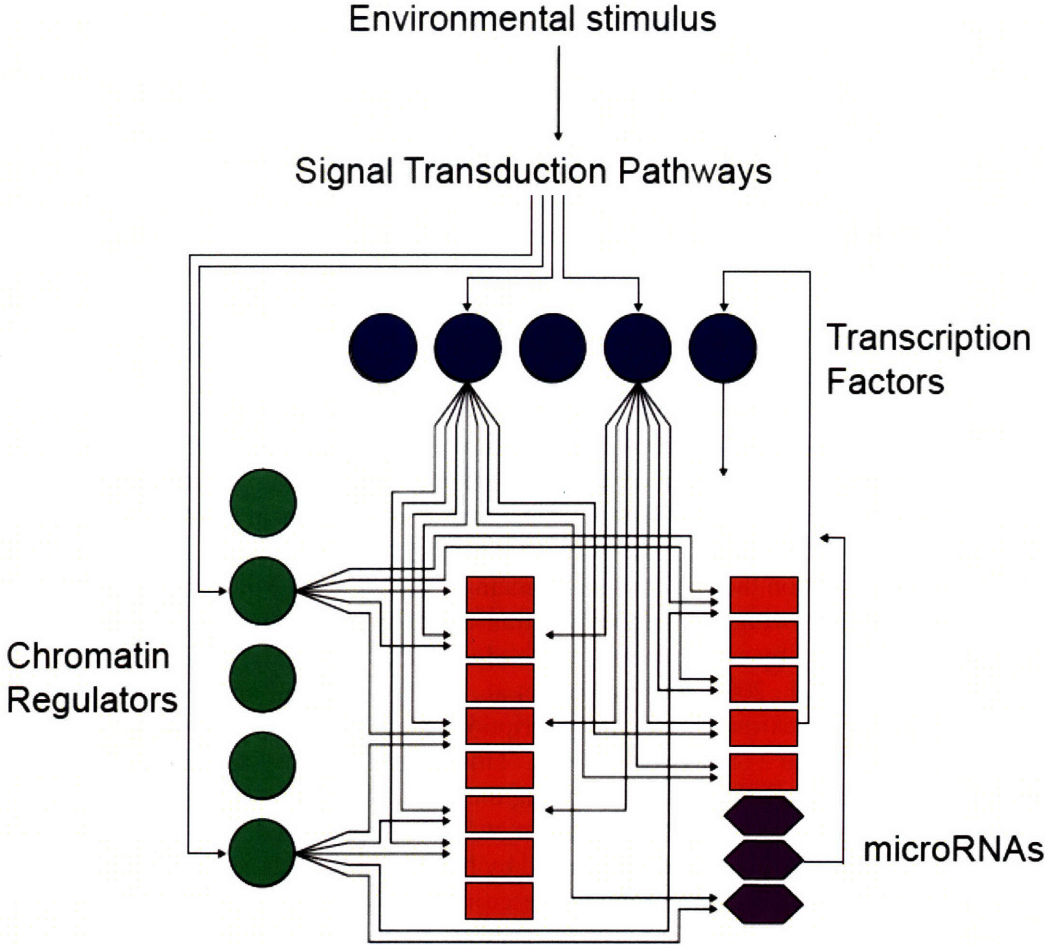 Environmental stimulus
Signal Transduction Pathways
Transcription
Factors
Chromatin
Regulators
microRNAs